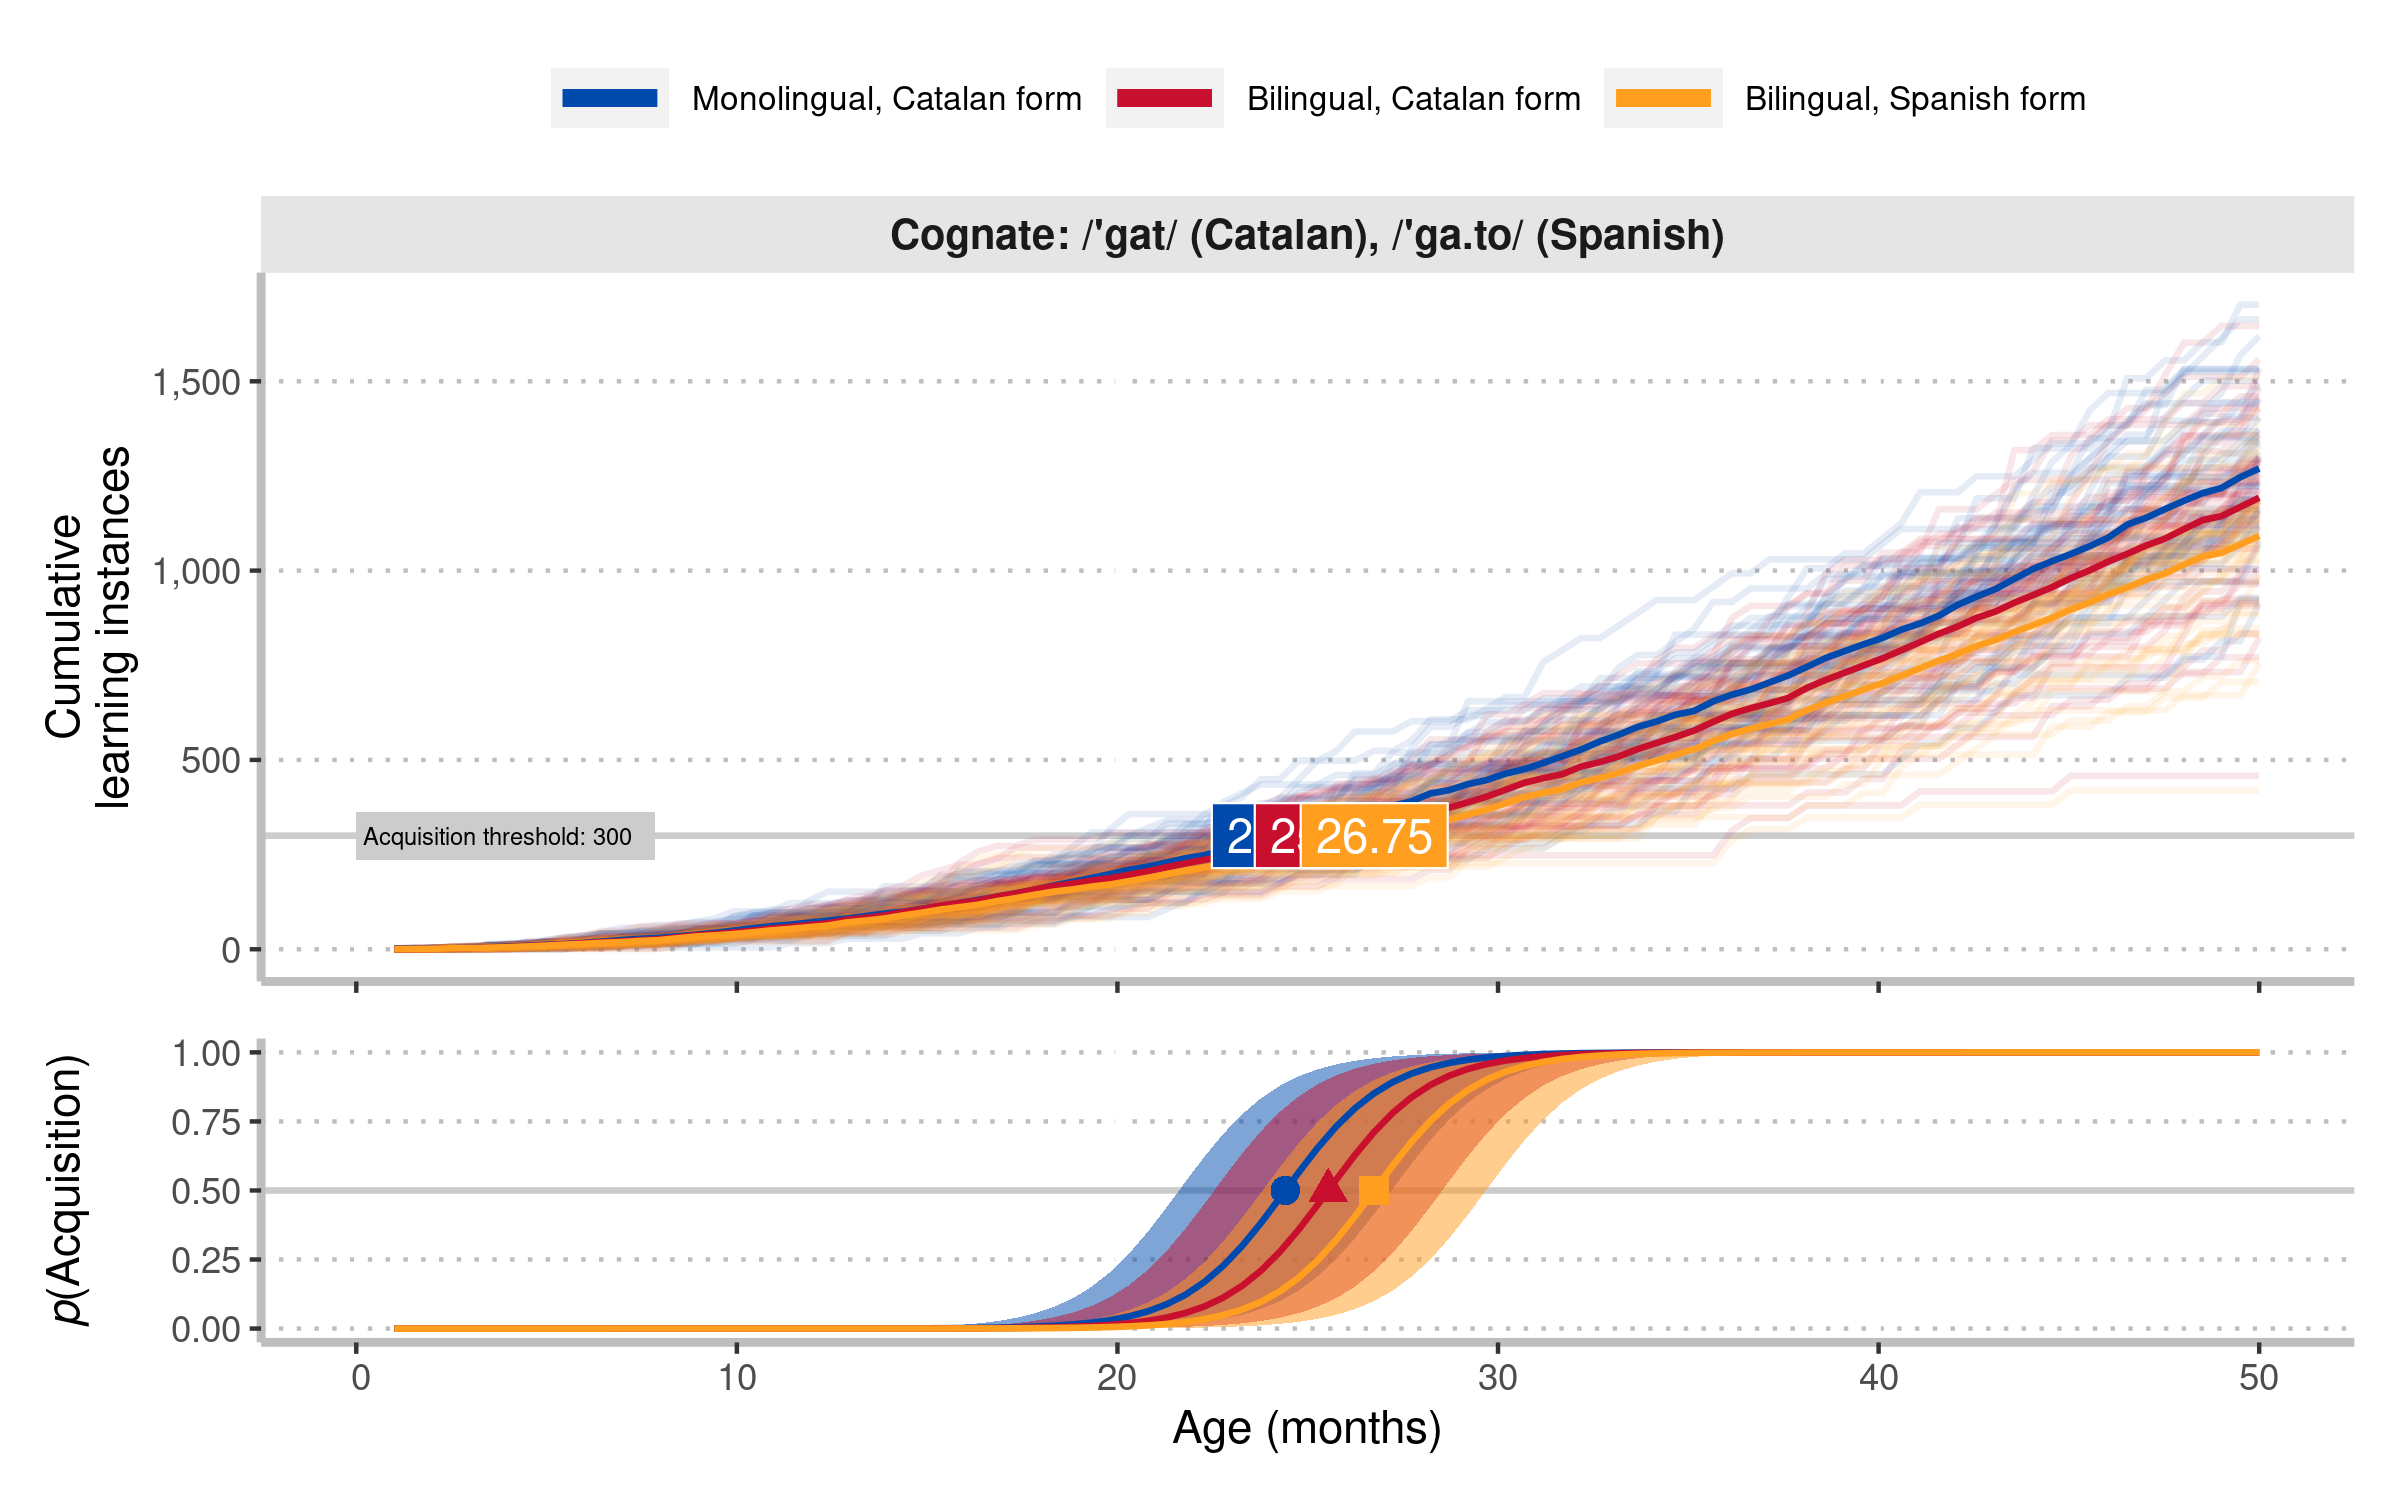 Monolingual, Catalan form
Bilingual, Catalan form
Bilingual, Spanish form
Cognate: /'gat/ (Catalan), /'ga.to/ (Spanish)
Cumulative
learning instances
1,500
1,000
500
0
Acquisition threshold: 300
26.75
p(Acquisition)
1.00
0.75
0.50
0.25
0.00
0
10
20
30
40
50
Age (months)